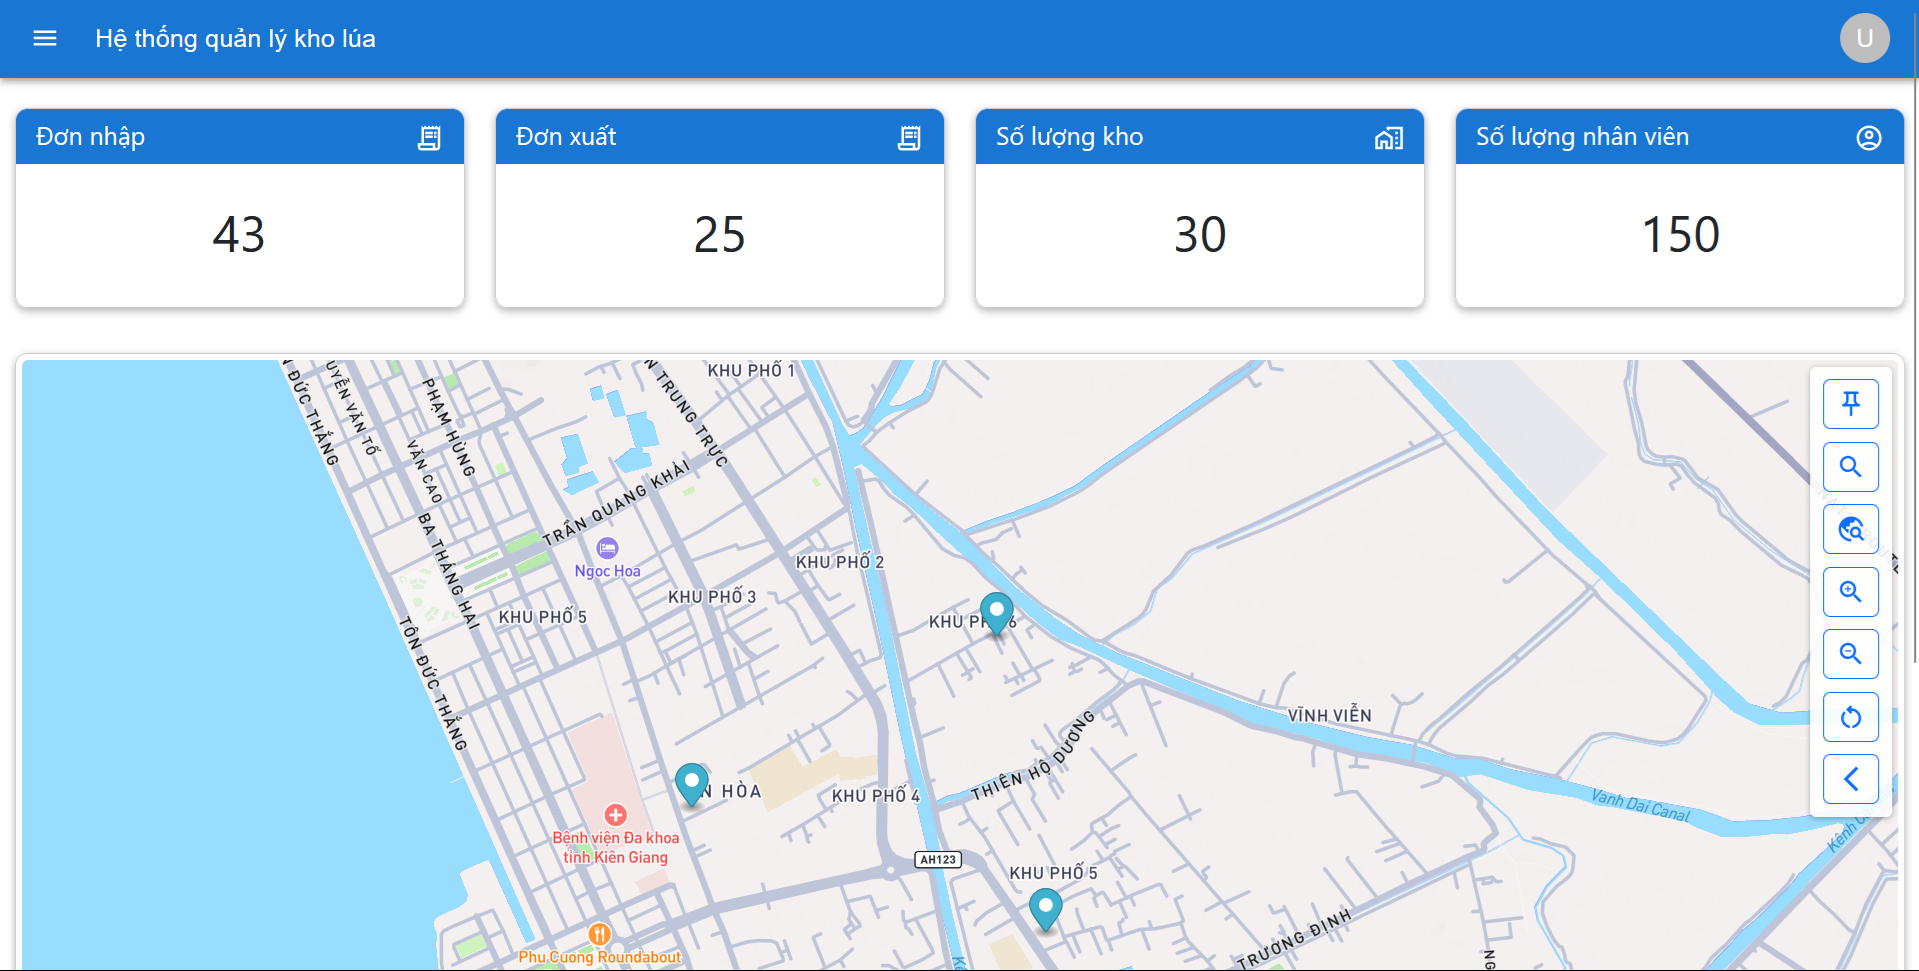 Hệ thống quản lý kho lúa
U
Đơn nhập
Đơn xuất
Số lượng kho
Số lượng nhân viên
43
25
30
150
KHU PHỐ 1
N ĐỨC THẮNG
UYỄN VĂN TỐ
PHẠM HÙNG
VĂN CAO
N TRUNG TRỰC
TRẦN QUANG KHẢI
BA THÁNG HAI
Ngoc Hoa
KHU PHỐ 2
KHU PHỐ 3
KHU PHỐ 5
KHU PH 6
TÔN ĐỨC THẮNG
VĨNH VIỄN
THIÊN HỘ DƯƠNG
N HÒA
KHU PHỐ 4
Vanh Dai Canal
Bệnh viện Đa khoa
tỉnh Kiên Giang
AH123
KHU PHỐ 5
TRƯƠNG ĐỊNH
NG
Phu Cuong Roundabout